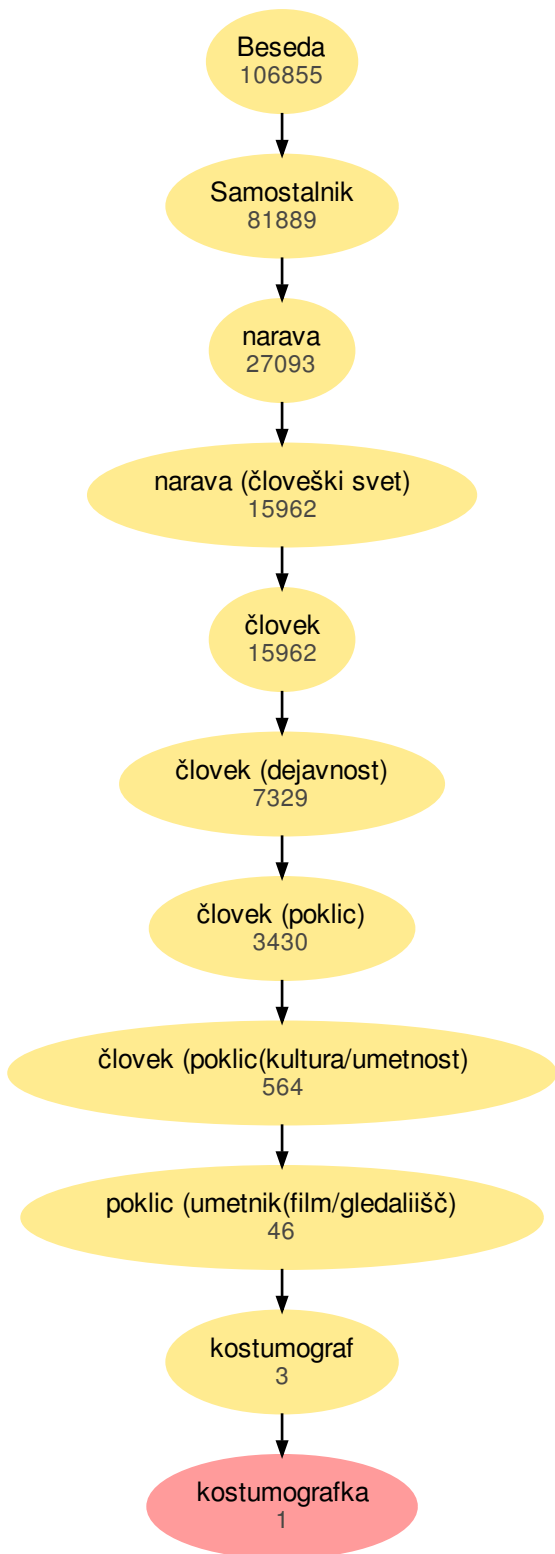 Beseda
106855
Samostalnik
81889
narava
27093
narava (človeški svet)
15962
človek
15962
človek (dejavnost)
7329
človek (poklic)
3430
človek (poklic(kultura/umetnost)
564
poklic (umetnik(film/gledaliišč)
46
kostumograf
3
kostumografka
1